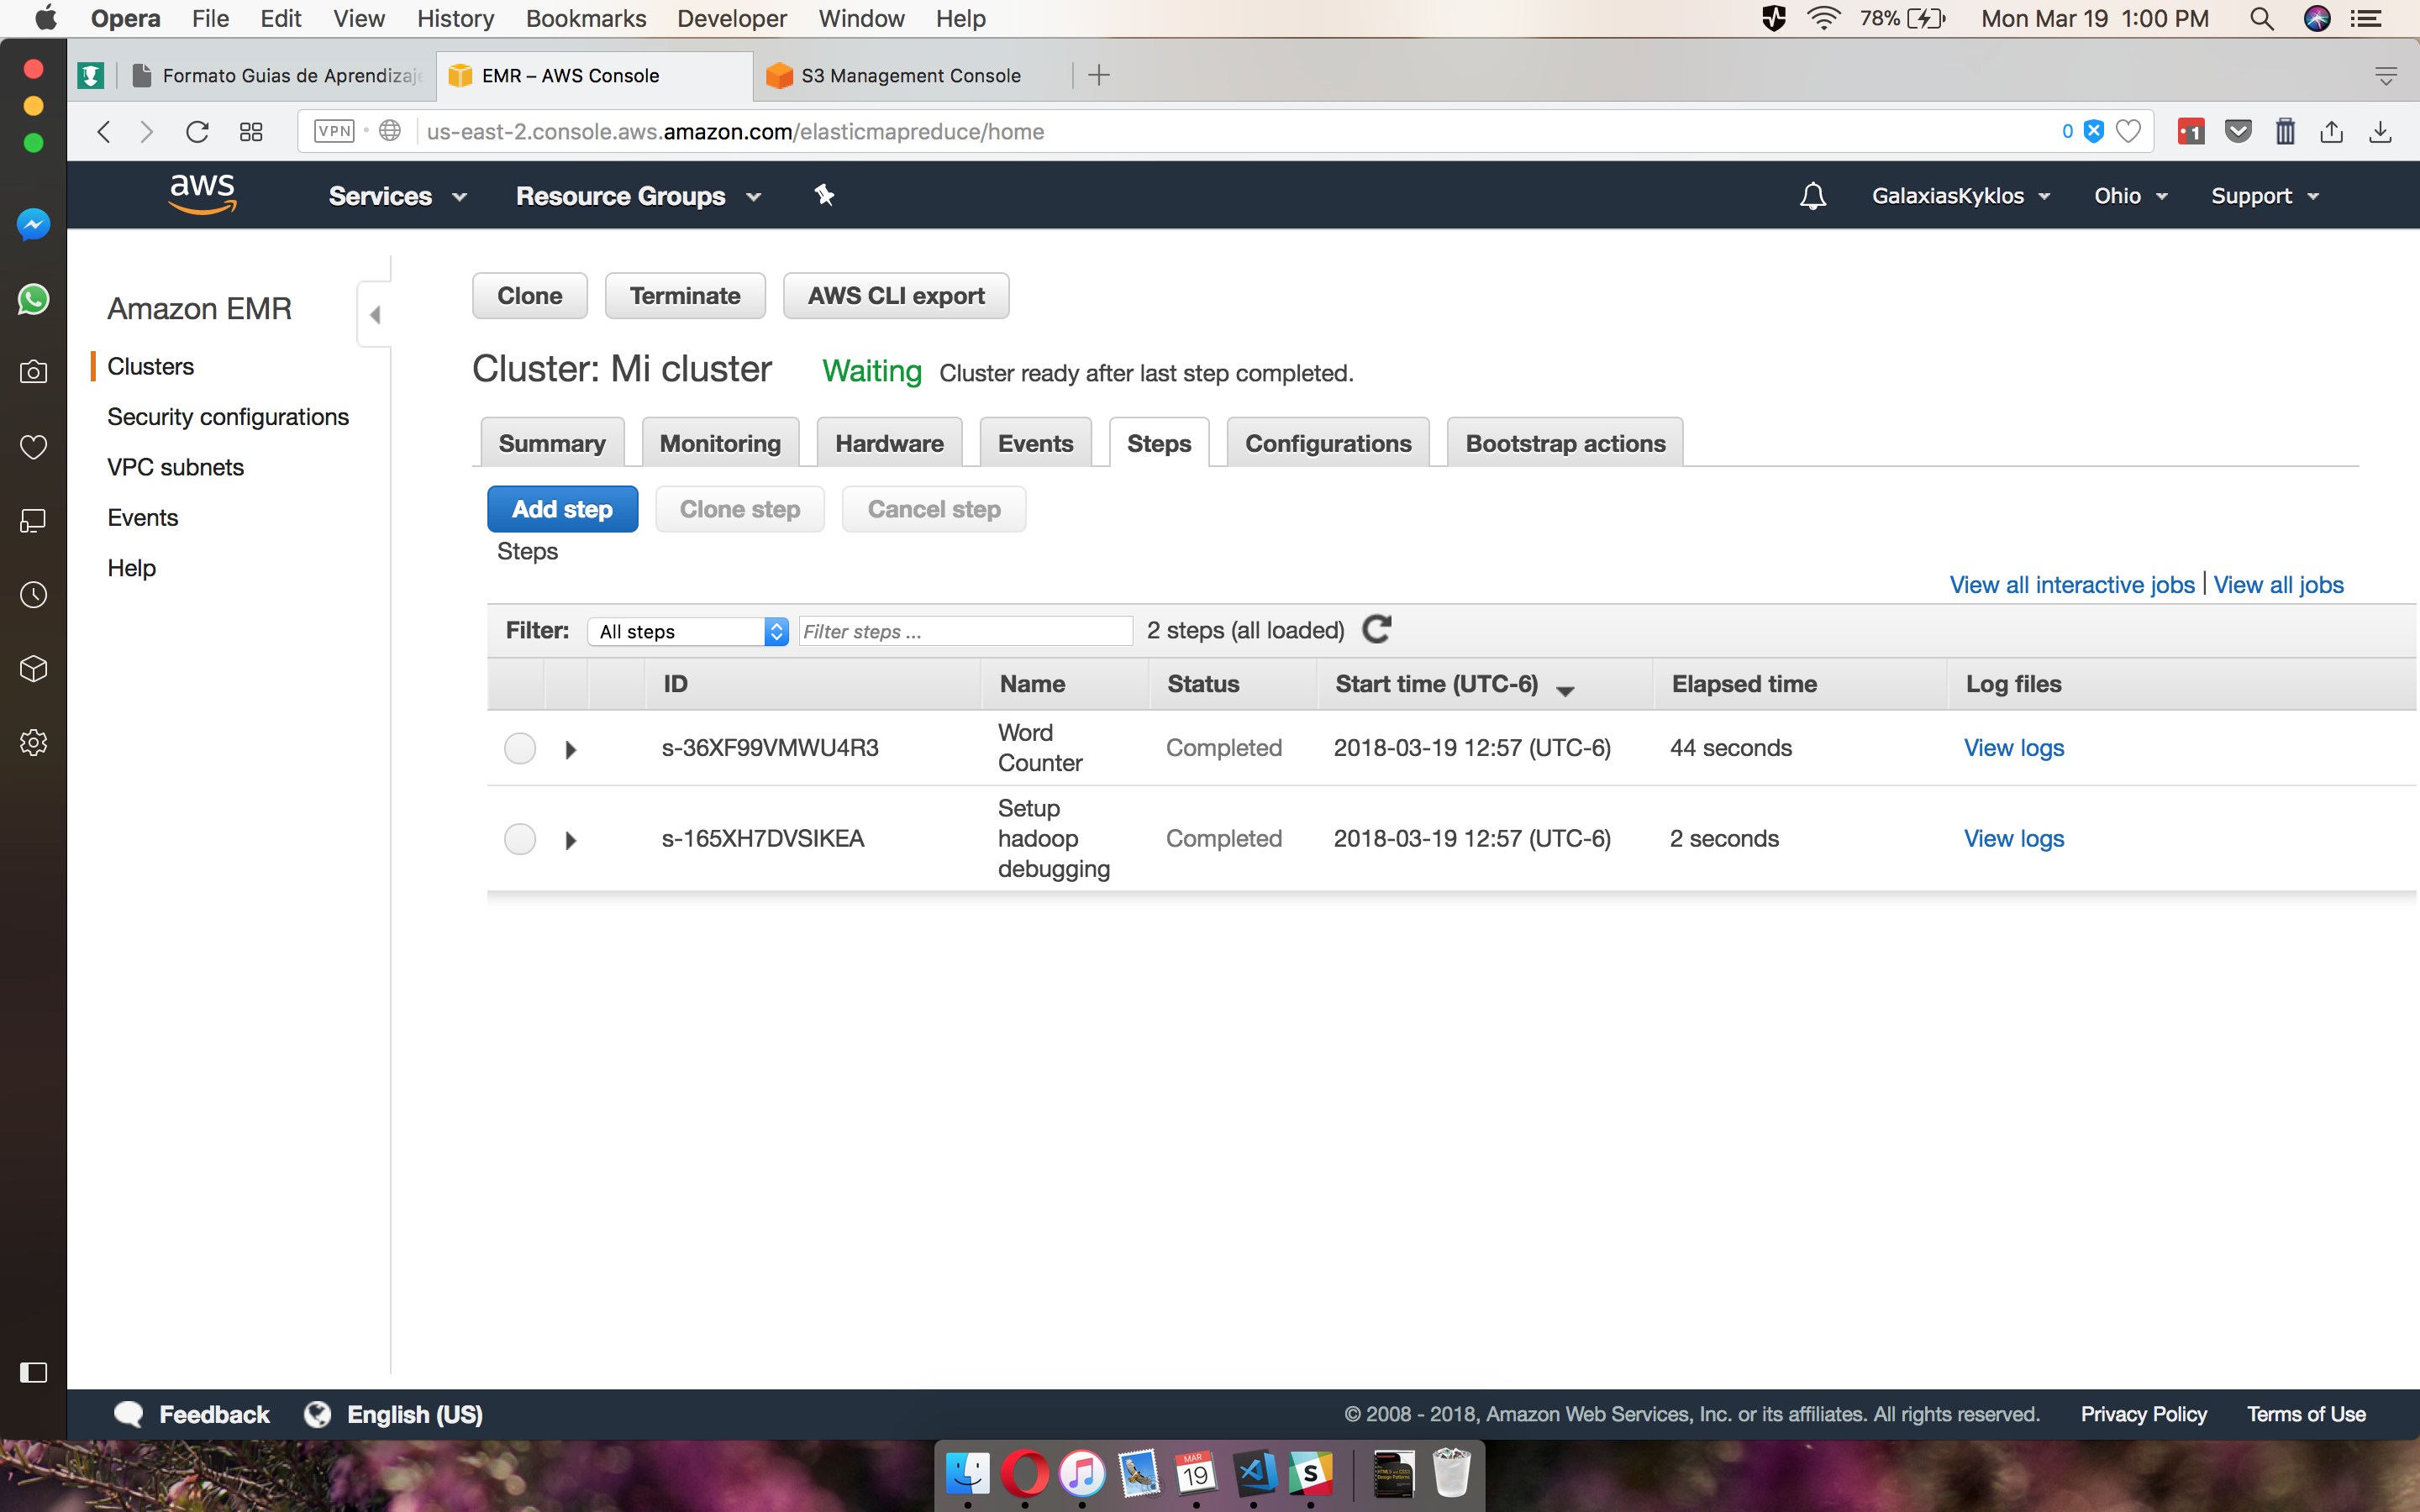 Opera File Edit View History Bookmarks Developer Window Help 78% Mon Mar 19 1:00 PM
Formato Guias de Aprendizaje EMR – AWS Console S3 Management Console
VPN us-east-2.console.aws.amazon.com/elasticmapreduce/home 0 1
aws Services Resource Groups GalaxiasKyklos Ohio Support
Amazon EMR
Clusters
Security configurations
VPC subnets
Events
Help
Clone Terminate AWS CLI export
Cluster: Mi cluster Waiting Cluster ready after last step completed.
Summary Monitoring Hardware Events Steps Configurations Bootstrap actions
Add step Clone step Cancel step
Steps
View all interactive jobs | View all jobs
Filter: All steps Filter steps ... 2 steps (all loaded)
ID Name Status Start time (UTC-6) Elapsed time Log files
s-36XF99VMWU4R3 Word Counter Completed 2018-03-19 12:57 (UTC-6) 44 seconds View logs
s-165XH7DVSIKEA Setup hadoop debugging Completed 2018-03-19 12:57 (UTC-6) 2 seconds View logs
Feedback English (US) © 2008 - 2018, Amazon Web Services, Inc. or its affiliates. All rights reserved. Privacy Policy Terms of Use
MAR
19
S